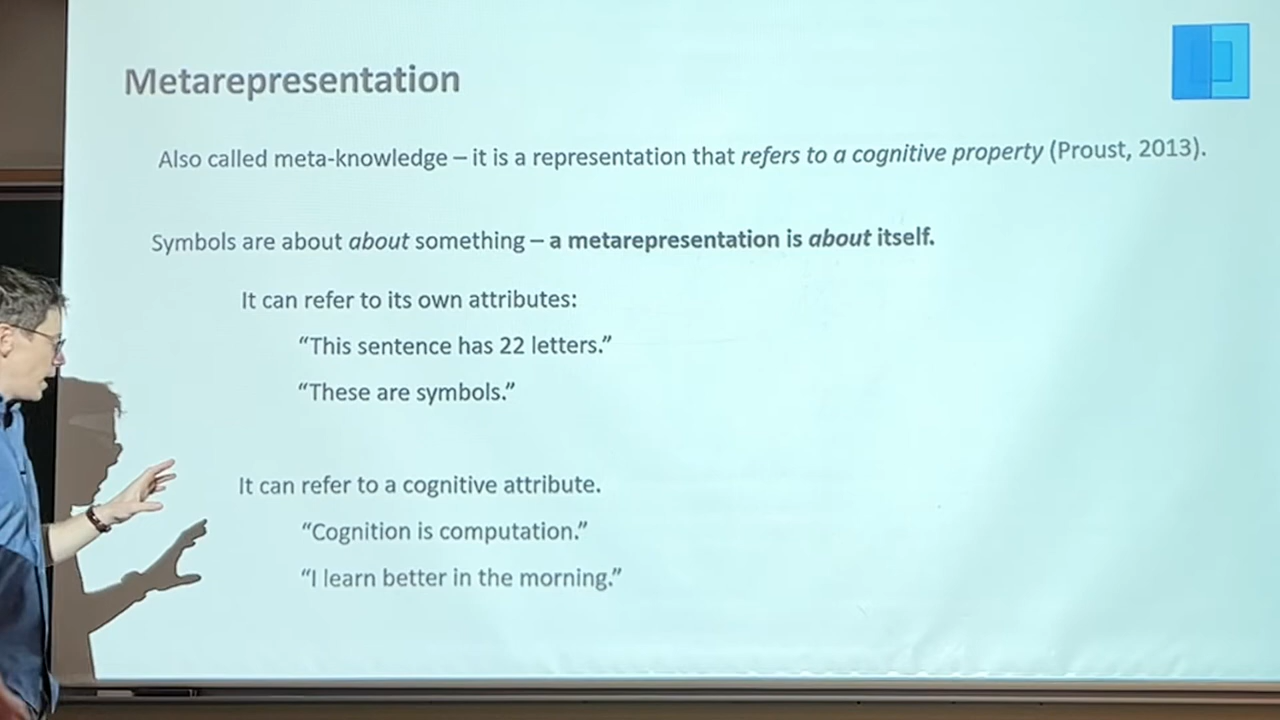 Metarepresentation
Also called meta-knowledge – it is a representation that refers to a cognitive property (Proust, 2013).
Symbols are about about something – a metarepresentation is about itself.
It can refer to its own attributes:
“This sentence has 22 letters.”
“These are symbols.”
It can refer to a cognitive attribute.
“Cognition is computation.”
“I learn better in the morning.”